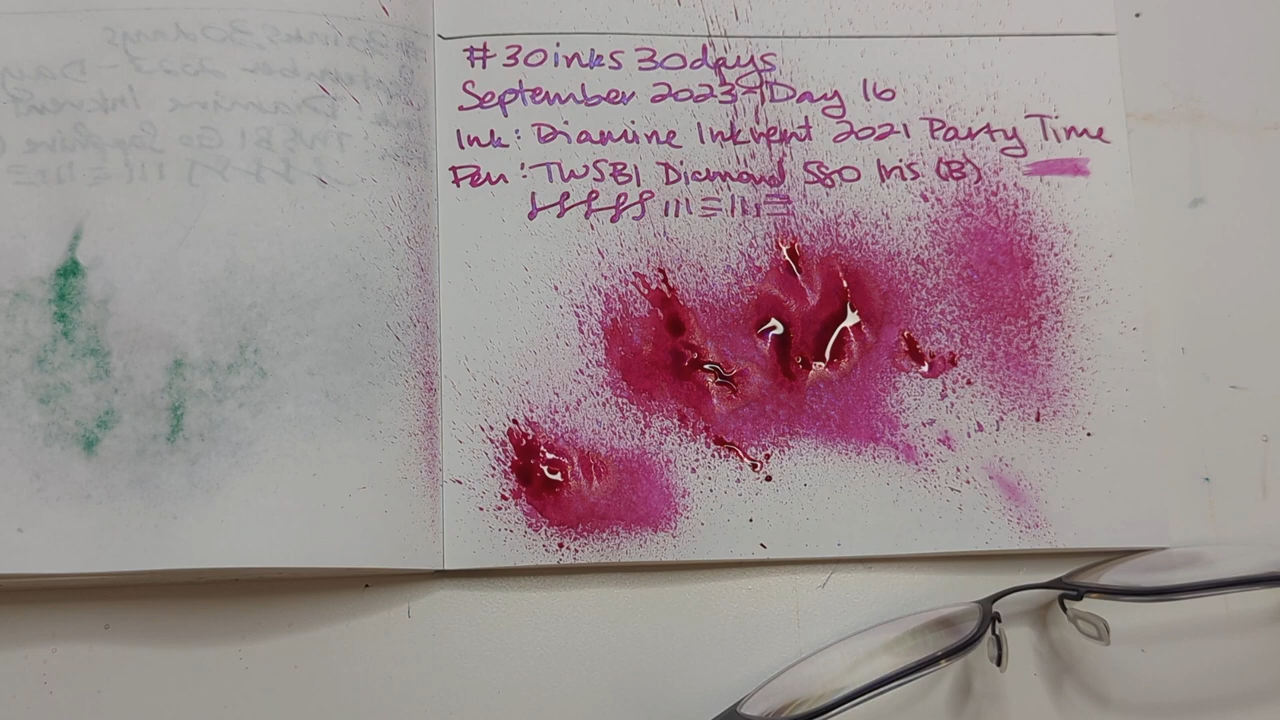 #30inks30days
September 2023 - Day 16
Ink: Diamine Inkvent 2021 Party Time
Pen: TWSBI Diamond 580 Iris (B)